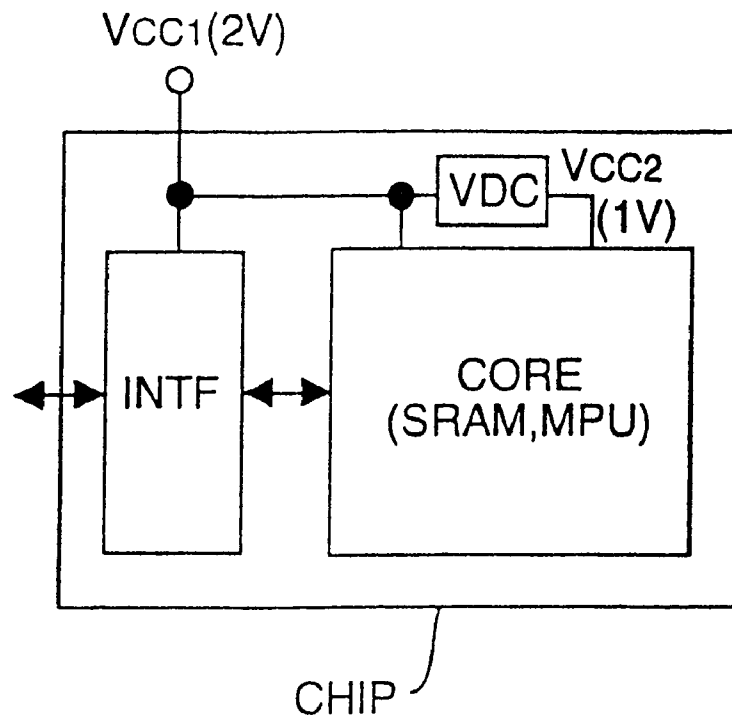 VCC1(2V)
VDC
VCC2
(1V)
INTF
CORE
(SRAM,MPU)
CHIP